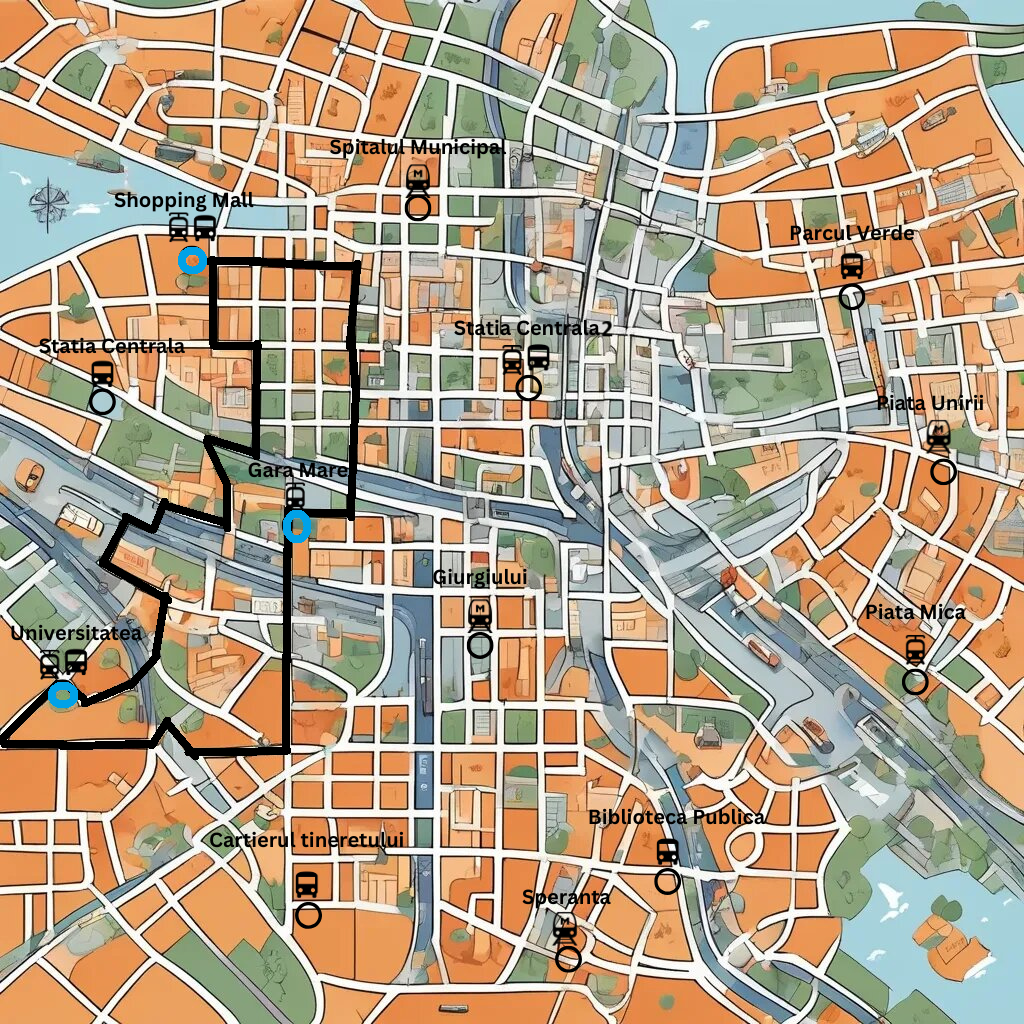 Spitalul Municipal
Shopping Mall
Parcul Verde
Statia Centrala2
Statia Centrala
Piata Unirii
Gara Mare
Giurgiului
Piata Mica
Universitatea
Biblioteca Publica
Cartierul tineretului
Speranta